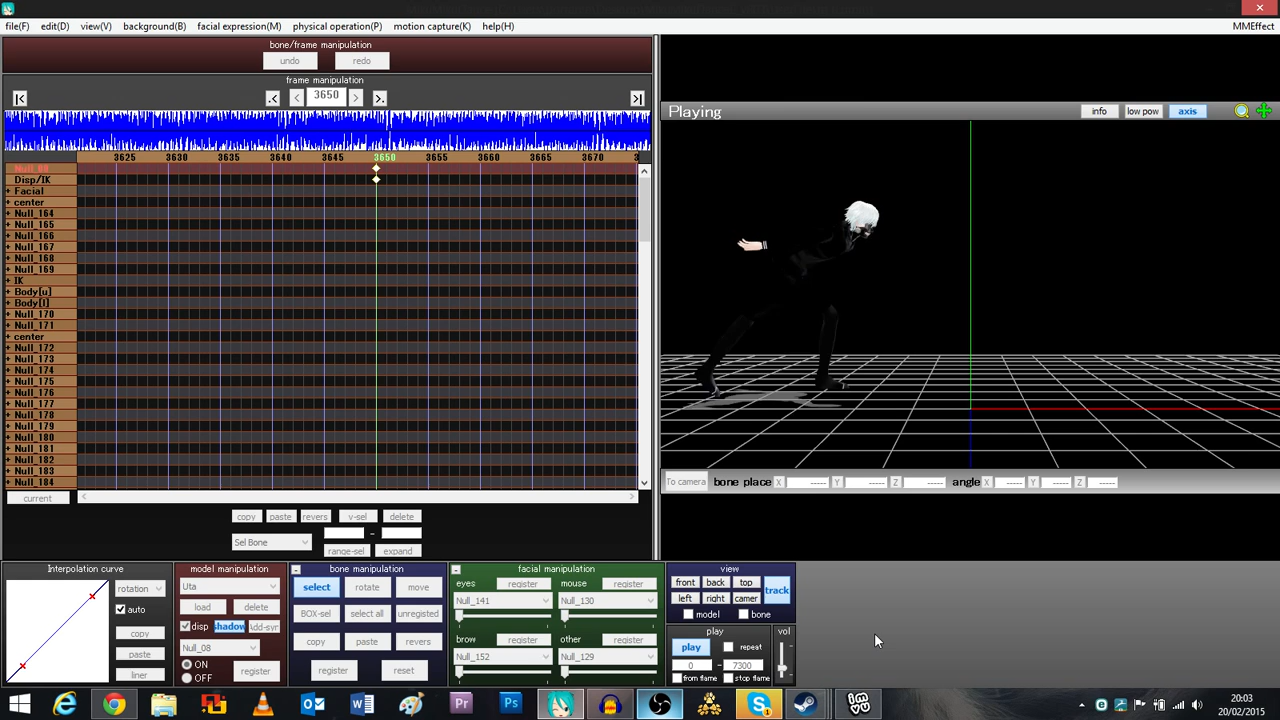 file(F) edit(D) view(V) background(B) facial expression(M) physical operation(P) motion capture(K) help(H) MMEffect
bone/frame manipulation
undo redo
frame manipulation
|< .< < 3650 > >. >|
Playing info low pow axis
3625 3630 3635 3640 3645 3650 3655 3660 3665 3670 3
Null_08
Disp/IK
+ Facial
+ center
+ Null_164
+ Null_165
+ Null_166
+ Null_167
+ Null_168
+ Null_169
+ IK
+ Body[u]
+ Body[l]
+ Null_170
+ Null_171
+ center
+ Null_172
+ Null_173
+ Null_174
+ Null_175
+ Null_176
+ Null_177
+ Null_178
+ Null_179
+ Null_180
+ Null_181
+ Null_182
+ Null_183
+ Null_184
current
To camera bone place X ----- Y ----- Z ----- angle X ----- Y ----- Z -----
copy paste revers v-sel delete
Sel Bone -
range-sel expand
Interpolation curve
rotation
auto
copy
paste
liner
model manipulation
Uta
load delete
disp shadow \dd-syr
Null_08
ON
OFF
register
- bone manipulation
select rotate move
BOX-sel select all unregisted
copy paste revers
register reset
- facial manipulation
eyes register mouse register
Null_141 Null_130
brow register other register
Null_152 Null_129
view
front back top
left right camer track
model bone
play vol
play repeat
0 - 7300
from flame stop flame
Pr Ps
20:03
20/02/2015